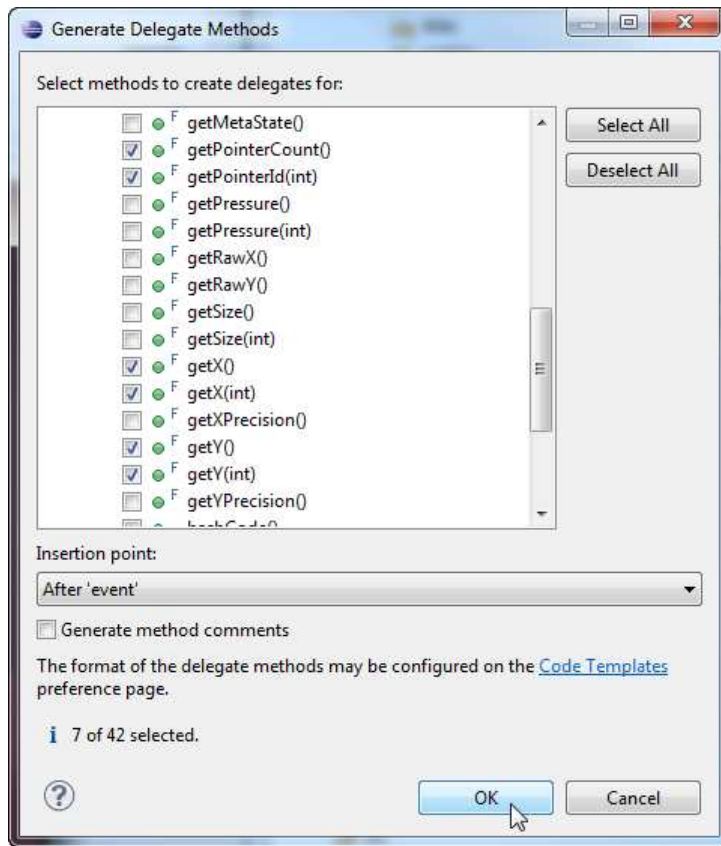 Generate Delegate Methods
Select methods to create delegates for:
F getMetaState()
F getPointerCount()
F getPointerId(int)
F getPressure()
F getPressure(int)
F getRawX()
F getRawY()
F getSize()
F getSize(int)
F getX()
F getX(int)
F getXPrecision()
F getY()
F getY(int)
F getYPrecision()
hashCode()
Select All
Deselect All
Insertion point:
After 'event'
Generate method comments
The format of the delegate methods may be configured on the Code Templates
preference page.
i 7 of 42 selected.
? OK Cancel